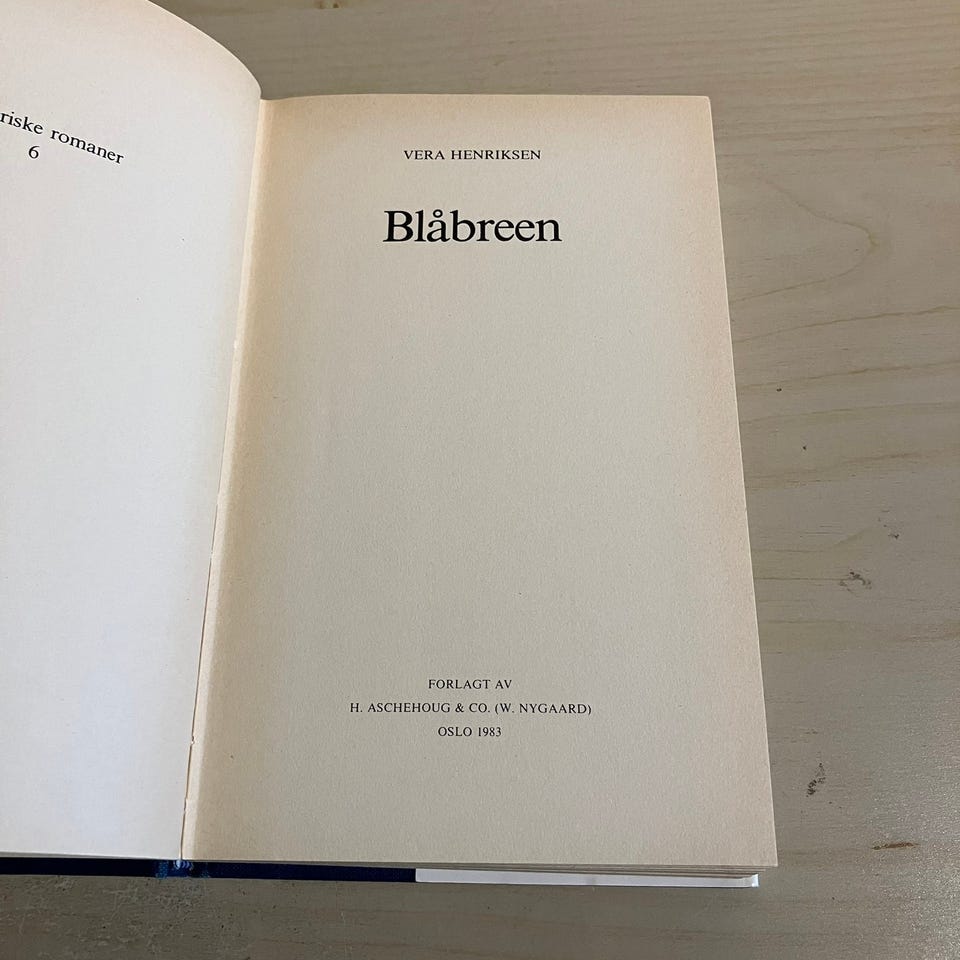 riske romaner
6
VERA HENRIKSEN
Blåbreen
FORLAGT AV
H. ASCHEHOUG & CO. (W. NYGAARD)
OSLO 1983